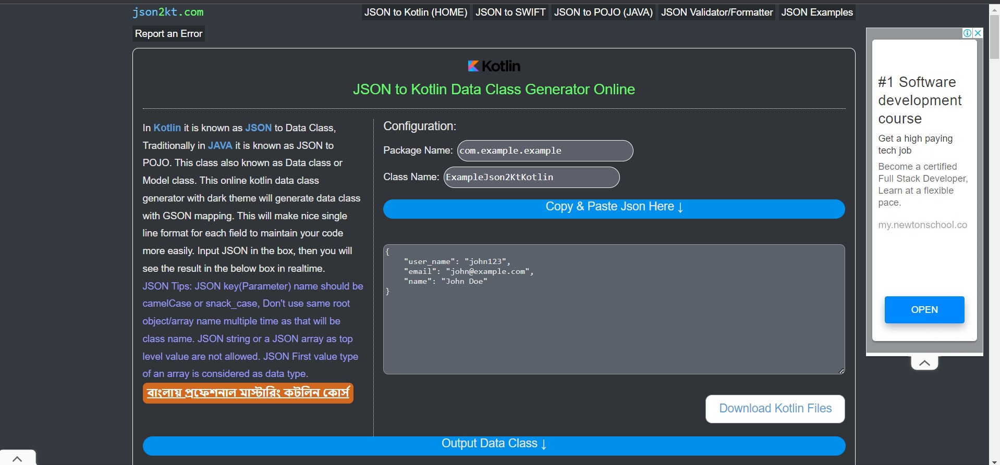 json2kt.com
JSON to Kotlin (HOME) JSON to SWIFT JSON to POJO (JAVA) JSON Validator/Formatter JSON Examples
Report an Error
Kotlin
JSON to Kotlin Data Class Generator Online
In Kotlin it is known as JSON to Data Class,
Traditionally in JAVA it is known as JSON to
POJO. This class also known as Data class or
Model class. This online kotlin data class
generator with dark theme will generate data class
with GSON mapping. This will make nice single
line format for each field to maintain your code
more easily. Input JSON in the box, then you will
see the result in the below box in realtime.
JSON Tips: JSON key(Parameter) name should be
camelCase or snack_case, Don't use same root
object/array name multiple time as that will be
class name. JSON string or a JSON array as top
level value are not allowed. JSON First value type
of an array is considered as data type.
বাংলায় প্রফেশনাল মাস্টারিং কটলিন কোর্স
Configuration:
Package Name: com.example.example
Class Name: ExampleJson2KtKotlin
Copy & Paste Json Here ↓
{
"user_name": "john123",
"email": "john@example.com",
"name": "John Doe"
}
Download Kotlin Files
Output Data Class ↓
#1 Software
development
course
Get a high paying
tech job
Become a certified
Full Stack Developer,
Learn at a flexible
pace.
my.newtonschool.co
OPEN